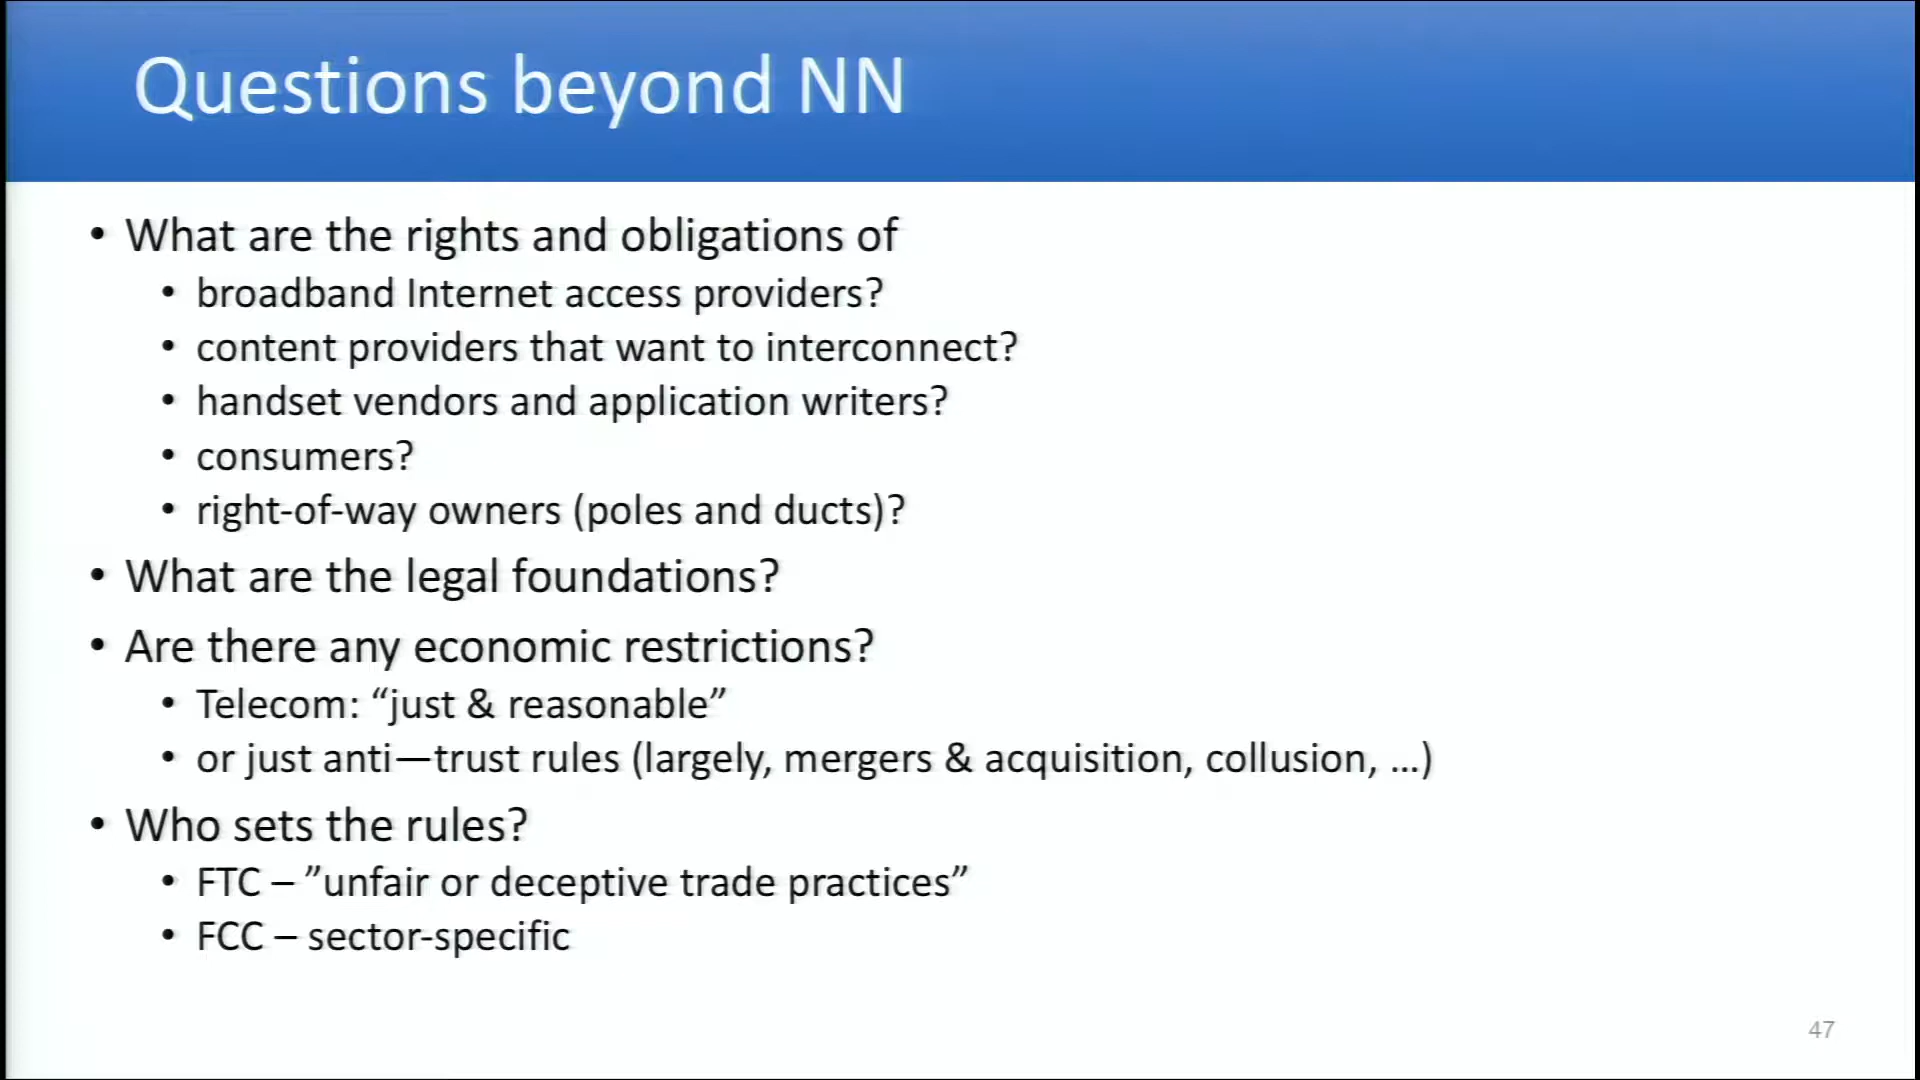 Questions beyond NN
• What are the rights and obligations of
• broadband Internet access providers?
• content providers that want to interconnect?
• handset vendors and application writers?
• consumers?
• right-of-way owners (poles and ducts)?
• What are the legal foundations?
• Are there any economic restrictions?
• Telecom: “just & reasonable”
• or just anti—trust rules (largely, mergers & acquisition, collusion, …)
• Who sets the rules?
• FTC – ”unfair or deceptive trade practices”
• FCC – sector-specific
47